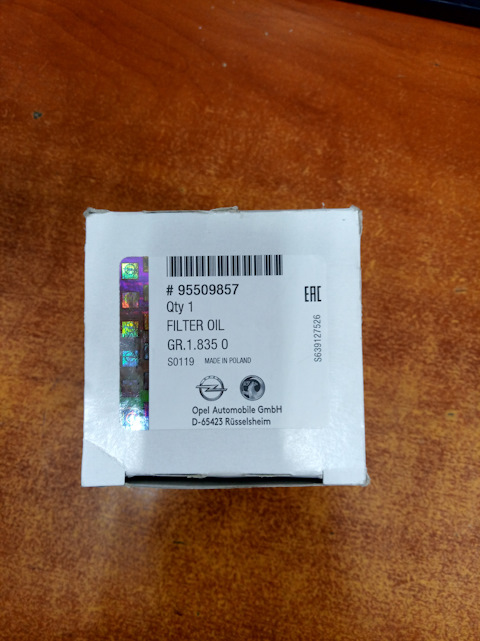 # 95509857
Qty 1
FILTER OIL
GR.1.835 0
S0119 MADE IN POLAND
Opel Automobile GmbH
D-65423 Rüsselsheim
EAC
S639127526